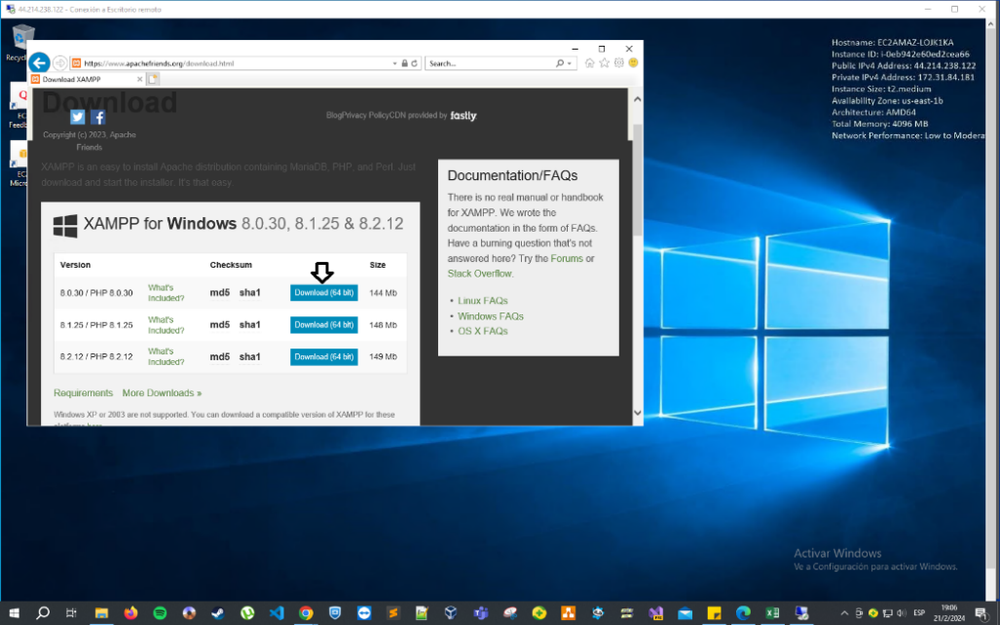 44.214.238.122 - Conexión a Escritorio remoto
Hostname: EC2AMAZ-LOJK1KA
Instance ID: i-0eb942e60ed2cea66
Public IPv4 Address: 44.214.238.122
Private IPv4 Address: 172.31.84.181
Instance Size: t2.medium
Availability Zone: us-east-1b
Architecture: AMD64
Total Memory: 4096 MB
Network Performance: Low to Modera
https://www.apachefriends.org/download.html
Search...
Download XAMPP
Download
Blog Privacy Policy CDN provided by fastly
Copyright (c) 2023, Apache
Friends
XAMPP is an easy to install Apache distribution containing MariaDB, PHP, and Perl. Just
download and start the installer. It's that easy.
XAMPP for Windows 8.0.30, 8.1.25 & 8.2.12
Version Checksum Size
8.0.30 / PHP 8.0.30 What's Included? md5 sha1 Download (64 bit) 144 Mb
8.1.25 / PHP 8.1.25 What's Included? md5 sha1 Download (64 bit) 148 Mb
8.2.12 / PHP 8.2.12 What's Included? md5 sha1 Download (64 bit) 149 Mb
Requirements More Downloads »
Windows XP or 2003 are not supported. You can download a compatible version of XAMPP for these
platforms here.
Documentation/FAQs
There is no real manual or handbook
for XAMPP. We wrote the
documentation in the form of FAQs.
Have a burning question that's not
answered here? Try the Forums or
Stack Overflow.
• Linux FAQs
• Windows FAQs
• OS X FAQs
Activar Windows
Ve a Configuración para activar Windows.
ESP
19:06
21/2/2024